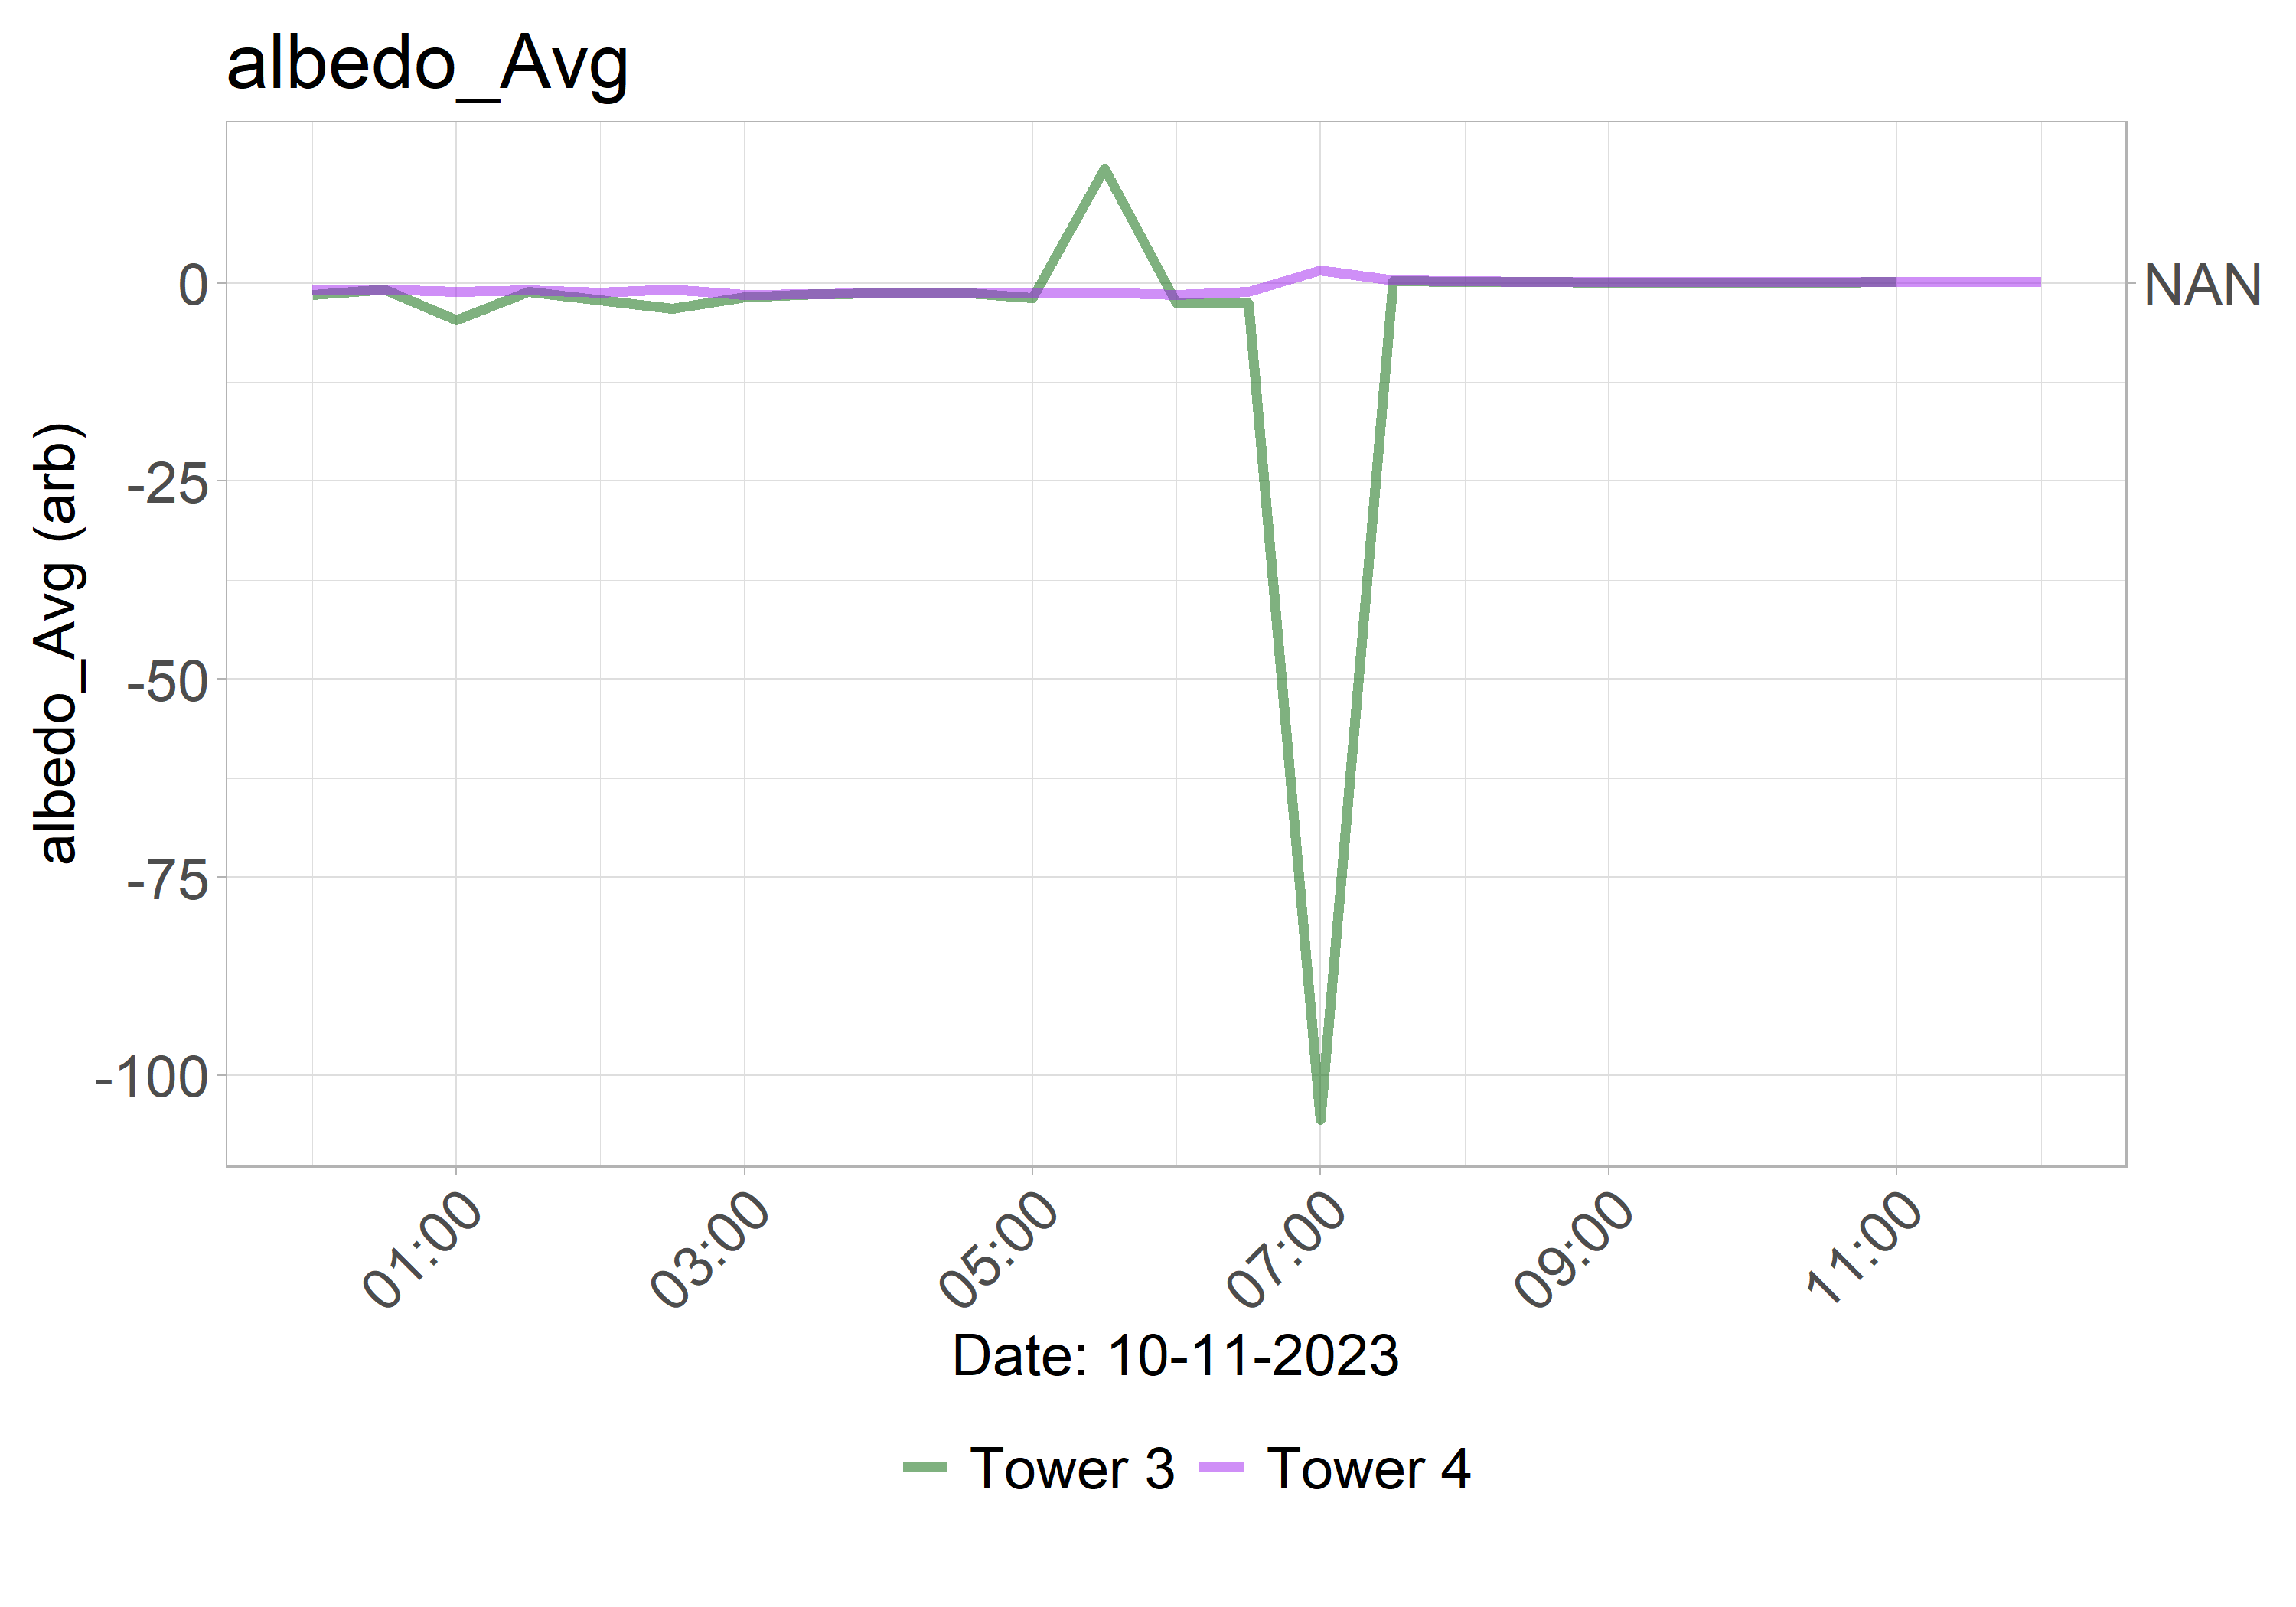 albedo_Avg
albedo_Avg (arb)
0
-25
-50
-75
-100
NAN
01:00
03:00
05:00
07:00
09:00
11:00
Date: 10-11-2023
Tower 3
Tower 4